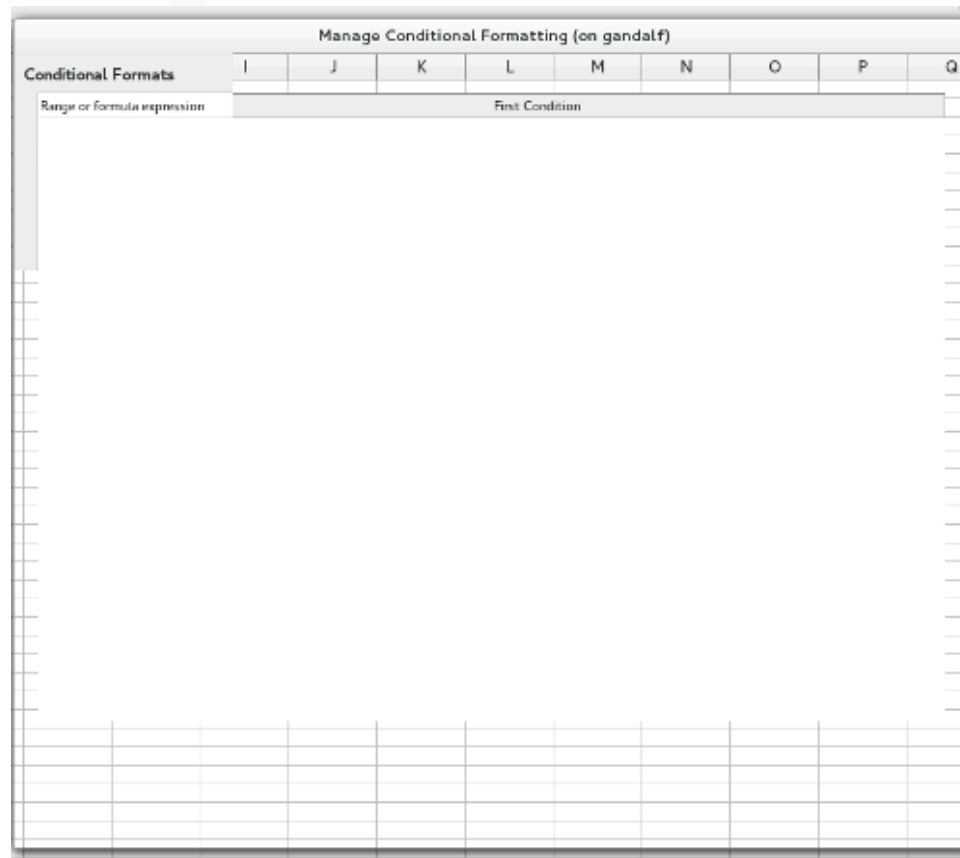 Manage Conditional Formatting (on gandalf)
Conditional Formats
I J K L M N O P Q
Range or formula expression
First Condition